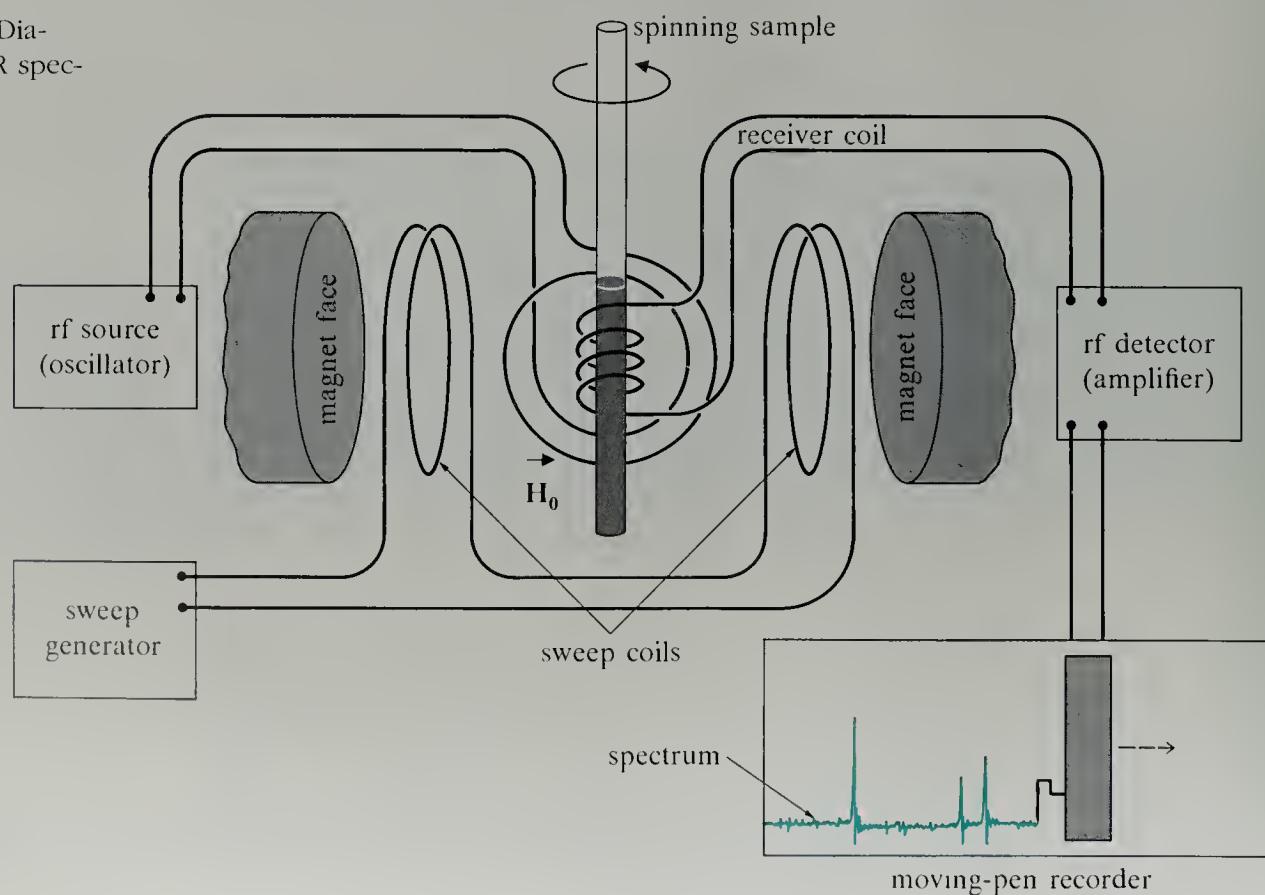 Dia-
R spec-
spinning sample
receiver coil
rf source
(oscillator)
magnet face
magnet face
rf detector
(amplifier)
H₀
sweep
generator
sweep coils
spectrum
moving-pen recorder